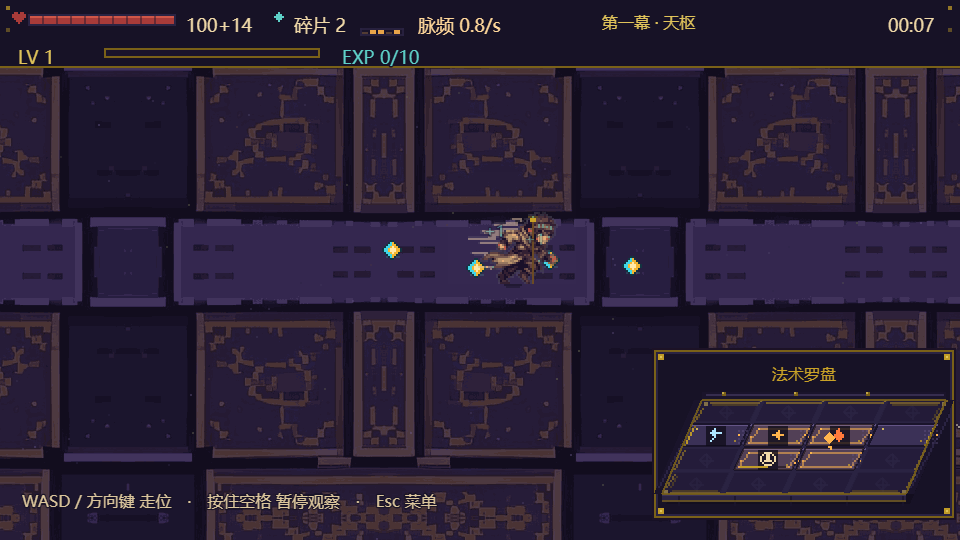 100+14 碎片 2 脉频 0.8/s 第一幕 · 天枢 00:07
LV 1 EXP 0/10
法术罗盘
WASD / 方向键 走位 · 按住空格 暂停观察 · Esc 菜单